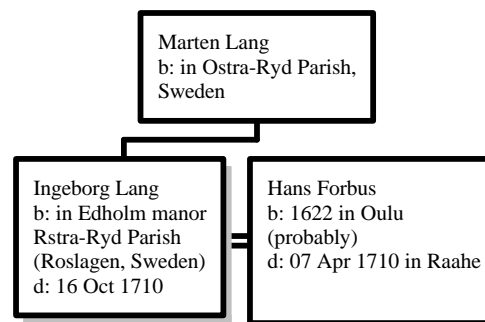 Marten Lang
b: in Ostra-Ryd Parish,
Sweden
Ingeborg Lang
b: in Edholm manor
Rstra-Ryd Parish
(Roslagen, Sweden)
d: 16 Oct 1710
Hans Forbus
b: 1622 in Oulu
(probably)
d: 07 Apr 1710 in Raahe